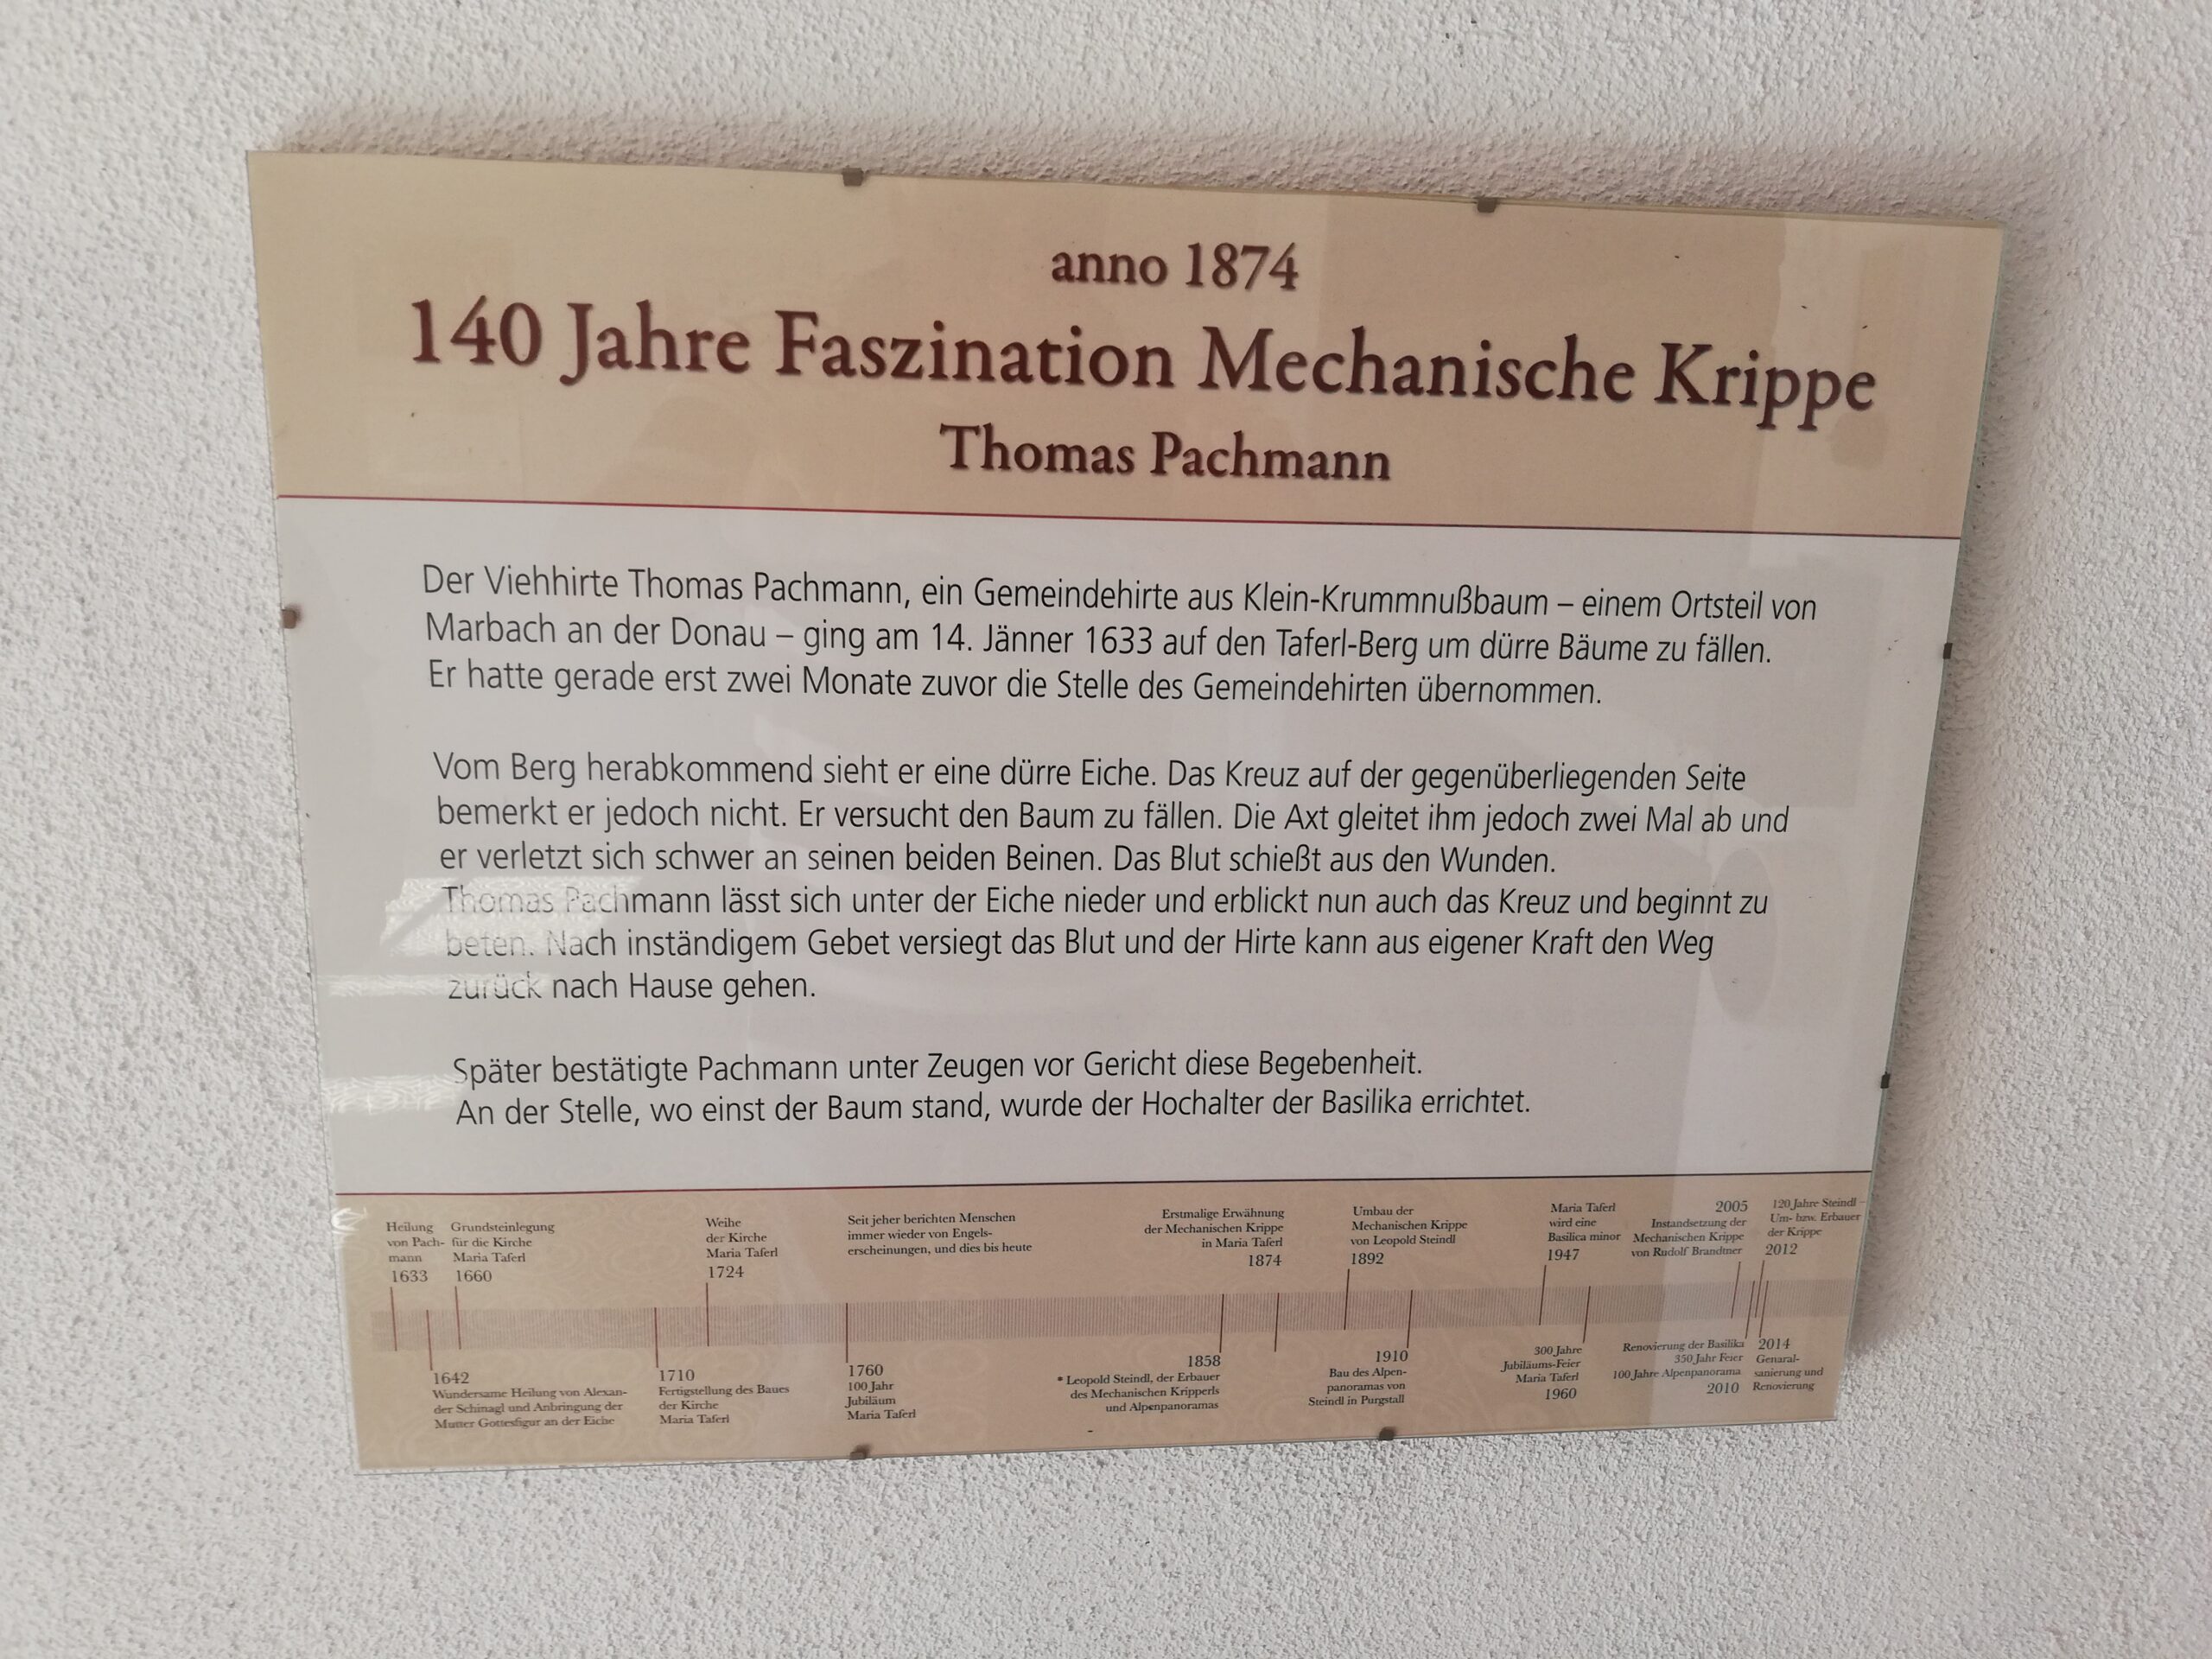 anno 1874
140 Jahre Faszination Mechanische Krippe
Thomas Pachmann
Der Viehhirte Thomas Pachmann, ein Gemeindehirte aus Klein-Krummnußbaum – einem Ortsteil von
Marbach an der Donau – ging am 14. Jänner 1633 auf den Taferl-Berg um dürre Bäume zu fällen.
Er hatte gerade erst zwei Monate zuvor die Stelle des Gemeindehirten übernommen.
Vom Berg herabkommend sieht er eine dürre Eiche. Das Kreuz auf der gegenüberliegenden Seite
bemerkt er jedoch nicht. Er versucht den Baum zu fällen. Die Axt gleitet ihm jedoch zwei Mal ab und
er verletzt sich schwer an seinen beiden Beinen. Das Blut schießt aus den Wunden.
Thomas Pachmann lässt sich unter der Eiche nieder und erblickt nun auch das Kreuz und beginnt zu
beten. Nach inständigem Gebet versiegt das Blut und der Hirte kann aus eigener Kraft den Weg
zurück nach Hause gehen.
Später bestätigte Pachmann unter Zeugen vor Gericht diese Begebenheit.
An der Stelle, wo einst der Baum stand, wurde der Hochalter der Basilika errichtet.
Heilung
von Pach-
mann
1633
Grundsteinlegung
für die Kirche
Maria Taferl
1660
Weihe
der Kirche
Maria Taferl
1724
Seit jeher berichten Menschen
immer wieder von Engels-
erscheinungen, und dies bis heute
Erstmalige Erwähnung
der Mechanischen Krippe
in Maria Taferl
1874
Umbau der
Mechanischen Krippe
von Leopold Steindl
1892
Maria Taferl
wird eine
Basilica minor
1947
2005
Instandsetzung der
Mechanischen Krippe
von Rudolf Brandtner
120 Jahre Steindl –
Um- bzw. Erbauer
der Krippe
2012
1642
Wundersame Heilung von Alexan-
der Schinagl und Anbringung der
Mutter Gottesfigur an der Eiche
1710
Fertigstellung des Baues
der Kirche
Maria Taferl
1760
100 Jahr
Jubiläum
Maria Taferl
1858
* Leopold Steindl, der Erbauer
des Mechanischen Kripperls
und Alpenpanoramas
1910
Bau des Alpen-
panoramas von
Steindl in Purgstall
300 Jahre
Jubiläums-Feier
Maria Taferl
1960
Renovierung der Basilika
350 Jahr Feier
100 Jahre Alpenpanorama
2010
2014
Genaral-
sanierung und
Renovierung